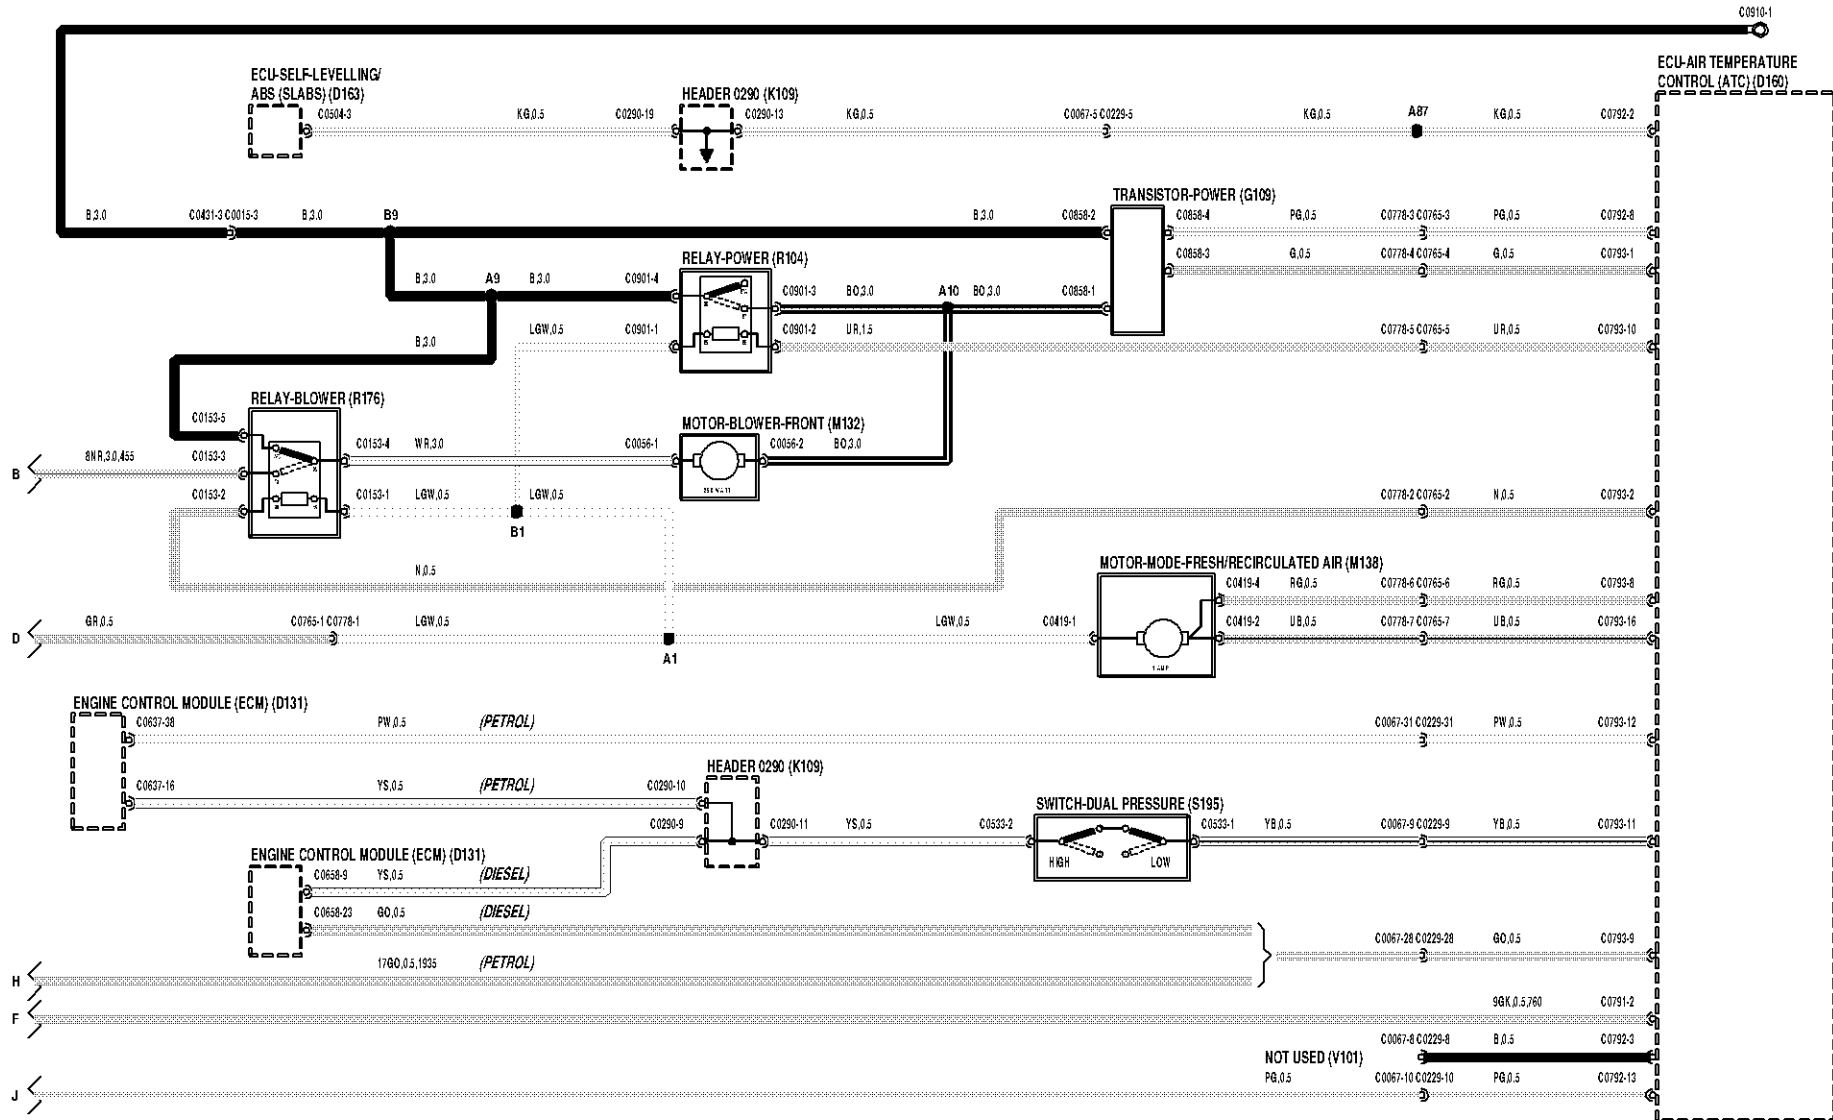 C0910-1
ECU-AIR TEMPERATURE
CONTROL (ATC) (D160)
ECU-SELF-LEVELLING/
ABS (SLABS) (D163)
HEADER 0290 (K109)
C0504-3 KG,0.5 C0290-19 C0290-13 KG,0.5 C0067-5 C0229-5 KG,0.5 A87 KG,0.5 C0792-2
TRANSISTOR-POWER (G109)
B,3.0 C0431-3 C0015-3 B,3.0 B9 B,3.0 C0858-2 C0858-4 PG,0.5 C0778-3 C0765-3 PG,0.5 C0792-8
RELAY-POWER (R104)
C0858-3 G,0.5 C0778-4 C0765-4 G,0.5 C0793-1
B,3.0 A9 B,3.0 C0901-4 C0901-3 BO,3.0 A10 BO,3.0 C0858-1
LGW,0.5 C0901-1 C0901-2 UR,1.5 C0778-5 C0765-5 UR,0.5 C0793-10
B,3.0
RELAY-BLOWER (R176)
C0153-5
MOTOR-BLOWER-FRONT (M132)
B 8NR,3.0,455 C0153-3 C0153-4 WR,3.0 C0056-1 C0056-2 BO,3.0
C0153-2 C0153-1 LGW,0.5 LGW,0.5 C0778-2 C0765-2 N,0.5 C0793-2
B1
MOTOR-MODE-FRESH/RECIRCULATED AIR (M138)
N,0.5
C0419-4 RG,0.5 C0778-6 C0765-6 RG,0.5 C0793-8
D GR,0.5 C0765-1 C0778-1 LGW,0.5 LGW,0.5 C0419-1 C0419-2 UB,0.5 C0778-7 C0765-7 UB,0.5 C0793-16
A1
ENGINE CONTROL MODULE (ECM) (D131)
C0637-38 PW,0.5 (PETROL) C0067-31 C0229-31 PW,0.5 C0793-12
HEADER 0290 (K109)
C0637-16 YS,0.5 (PETROL) C0290-10
SWITCH-DUAL PRESSURE (S195)
C0290-9 C0290-11 YS,0.5 C0533-2 C0533-1 YB,0.5 C0067-9 C0229-9 YB,0.5 C0793-11
HIGH LOW
ENGINE CONTROL MODULE (ECM) (D131)
C0658-9 YS,0.5 (DIESEL)
C0658-23 GO,0.5 (DIESEL)
C0067-28 C0229-28 GO,0.5 C0793-9
H 17GO,0.5,1935 (PETROL)
F 9GK,0.5,760 C0791-2
NOT USED (V101) C0067-8 C0229-8 B,0.5 C0792-3
J PG,0.5 C0067-10 C0229-10 PG,0.5 C0792-13